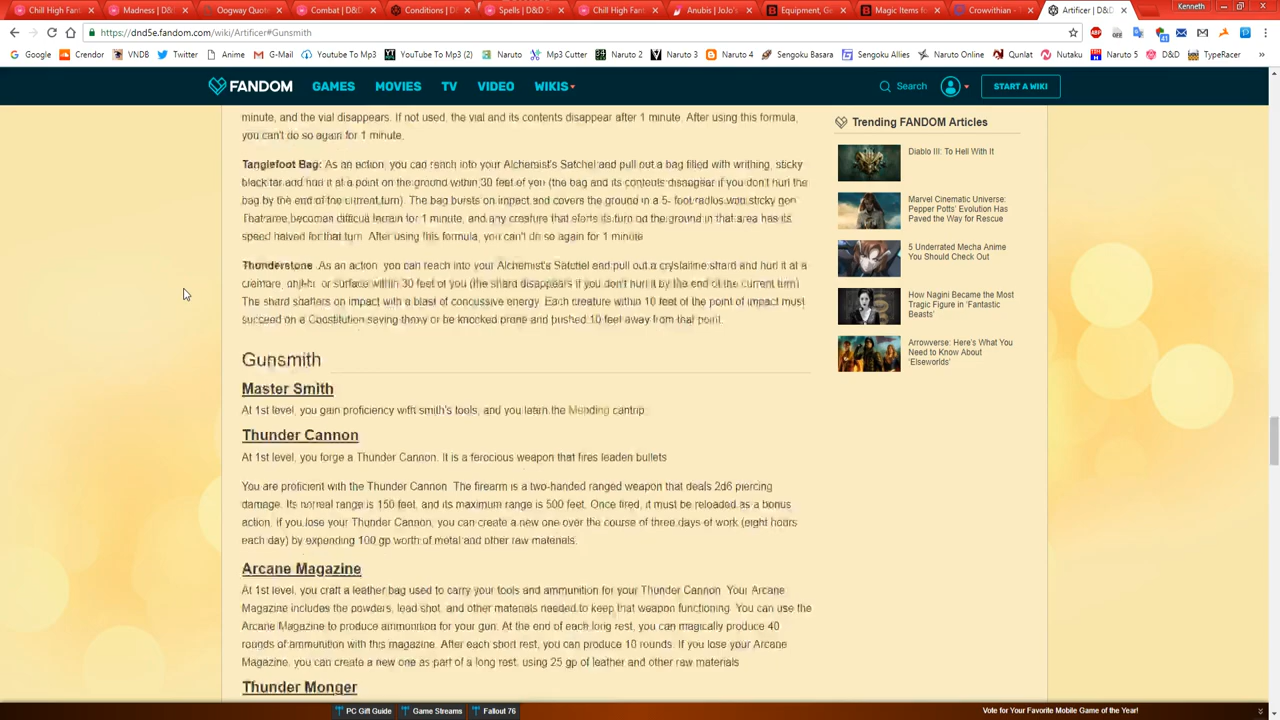 Chill High Fant
Madness | D&
Oogway Quot
Combat | D&D
Conditions | D
Spells | D&D S
Chill High Fant
Anubis | JoJo's
Equipment, Ge
Magic Items fo
Crowvithian - T
Artificer | D&D
Kenneth
https://dnd5e.fandom.com/wiki/Artificer#Gunsmith
Google Crendor VNDB Twitter Anime G-Mail YouTube To MP3 YouTube To MP3 (2) Naruto Mp3 Cutter Naruto 2 Naruto 3 Naruto 4 Sengoku Basara Sengoku Allies Naruto Online Qunlat Nutaku Naruto 5 D&D TypeRacer
FANDOM GAMES MOVIES TV VIDEO WIKIS Search START A WIKI
minute, and the vial disappears. If not used, the vial and its contents disappear after 1 minute. After using this formula,
you can't do so again for 1 minute.
Tanglefoot Bag: As an action, you can reach into your Alchemist's Satchel and pull out a bag filled with writhing, sticky
black tar and hurl it at a point on the ground within 30 feet of you (the bag and its contents disappear if you don't hurl the
bag by the end of the current turn). The bag bursts on impact and covers the ground in a 5- foot radius with sticky
That area becomes difficult terrain for 1 minute, and any creature that starts its turn on the ground in that area has its
speed halved for that turn. After using this formula, you can't do so again for 1 minute
Thunderstone. As an action, you can reach into your Alchemist's Satchel and pull out a crystalline shard and hurl it at a
creature, object, or surface within 30 feet of you (the shard disappears if you don't hurl it by the end of the current turn)
The shard shatters on impact with a blast of concussive energy. Each creature within 10 feet of the point of impact must
succeed on a Constitution saving throw or be knocked prone and pushed 10 feet away from that point.
Gunsmith
Master Smith
At 1st level, you gain proficiency with smith's tools, and you learn the Mending cantrip.
Thunder Cannon
At 1st level, you forge a Thunder Cannon. It is a ferocious weapon that fires leaden bullets
You are proficient with the Thunder Cannon. The firearm is a two-handed ranged weapon that deals 2d6 piercing
damage. Its normal range is 150 feet, and its maximum range is 500 feet. Once fired, it must be reloaded as a bonus
action. if you lose your Thunder Cannon, you can create a new one over the course of three days of work (eight hours
each day) by expending 100 gp worth of metal and other raw materials.
Arcane Magazine
At 1st level, you craft a leather bag used to carry your tools and ammunition for your Thunder Cannon. Your Arcane
Magazine includes the powders, lead shot, and other materials needed to keep that weapon functioning. You can use the
Arcane Magazine to produce ammunition for your gun. At the end of each long rest, you can magically produce 40
rounds of ammunition with this magazine. After each short rest, you can produce 10 rounds. If you lose your Arcane
Magazine, you can create a new one as part of a long rest, using 25 gp of leather and other raw materials
Thunder Monger
Trending FANDOM Articles
Diablo III: To Hell With It
Marvel Cinematic Universe:
Pepper Potts' Evolution Has
Paved the Way for Rescue
5 Underrated Mecha Anime
You Should Check Out
How Nagini Became the Most
Tragic Figure in 'Fantastic
Beasts'
Arrowverse: Here's What You
Need to Know About
'Elseworlds'
PC Gift Guide Game Streams Fallout 76 Vote for Your Favorite Mobile Game of the Year!